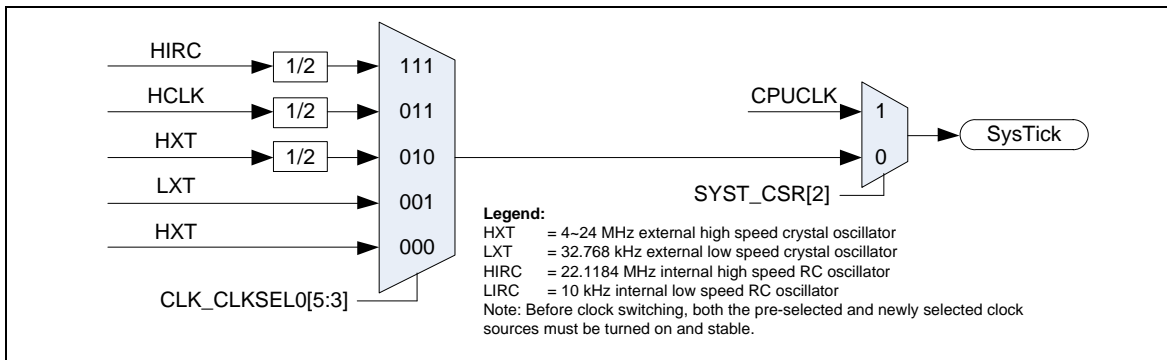 HIRC
1/2
111
HCLK
1/2
011
CPUCLK
1
HXT
1/2
010
0
SysTick
LXT
001
SYST_CSR[2]
HXT
000
CLK_CLKSEL0[5:3]
Legend:
HXT = 4~24 MHz external high speed crystal oscillator
LXT = 32.768 kHz external low speed crystal oscillator
HIRC = 22.1184 MHz internal high speed RC oscillator
LIRC = 10 kHz internal low speed RC oscillator
Note: Before clock switching, both the pre-selected and newly selected clock
sources must be turned on and stable.